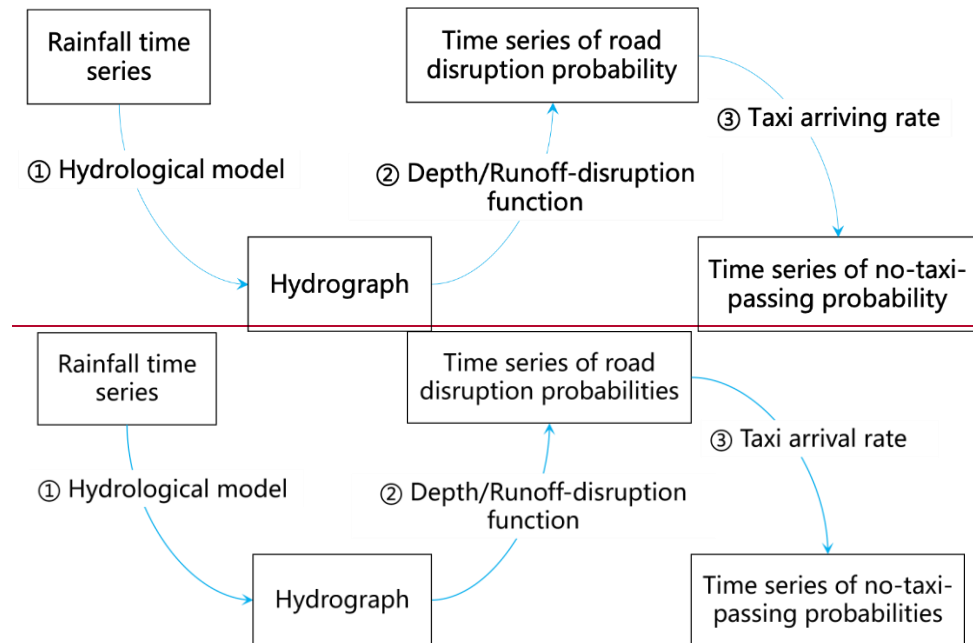 Rainfall time
series
Time series of road
disruption probability
③ Taxi arriving rate
① Hydrological model
② Depth/Runoff-disruption
function
Hydrograph
Time series of no-taxi-
passing probability
Rainfall time
series
Time series of road
disruption probabilities
③ Taxi arrival rate
① Hydrological model
② Depth/Runoff-disruption
function
Hydrograph
Time series of no-taxi-
passing probabilities